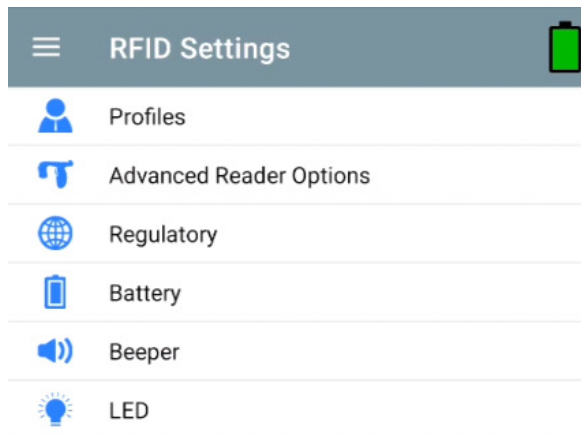 RFID Settings
Profiles
Advanced Reader Options
Regulatory
Battery
Beeper
LED